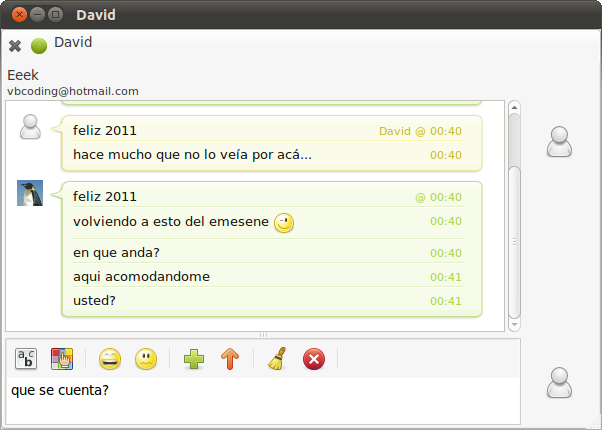 David
David
Eeek
vbcoding@hotmail.com
feliz 2011 David @ 00:40
hace mucho que no lo veía por acá... 00:40
feliz 2011 @ 00:40
volviendo a esto del emesene 00:40
en que anda? 00:40
aqui acomodandome 00:41
usted? 00:41
a b c
que se cuenta?